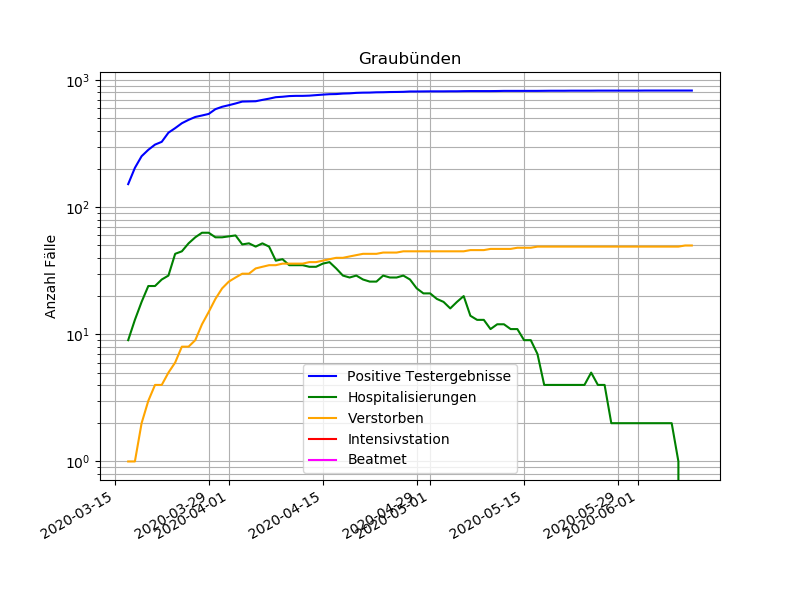 Graubünden
Anzahl Fälle
10³
10²
10¹
10⁰
Positive Testergebnisse
Hospitalisierungen
Verstorben
Intensivstation
Beatmet
2020-03-15
2020-03-29
2020-04-01
2020-04-15
2020-04-29
2020-05-01
2020-05-15
2020-05-29
2020-06-01